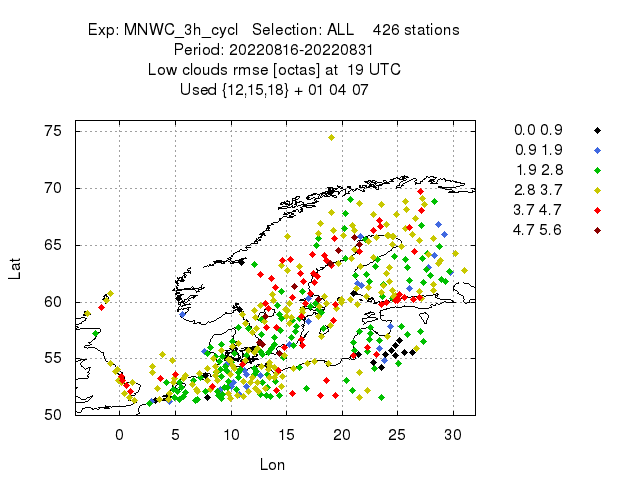 Exp: MNWC_3h_cycl   Selection: ALL    426 stations
Period: 20220816-20220831
Low clouds rmse [octas] at  19 UTC
Used {12,15,18} + 01 04 07
0.0 0.9
0.9 1.9
1.9 2.8
2.8 3.7
3.7 4.7
4.7 5.6
75
70
65
60
55
50
Lat
0 5 10 15 20 25 30
Lon